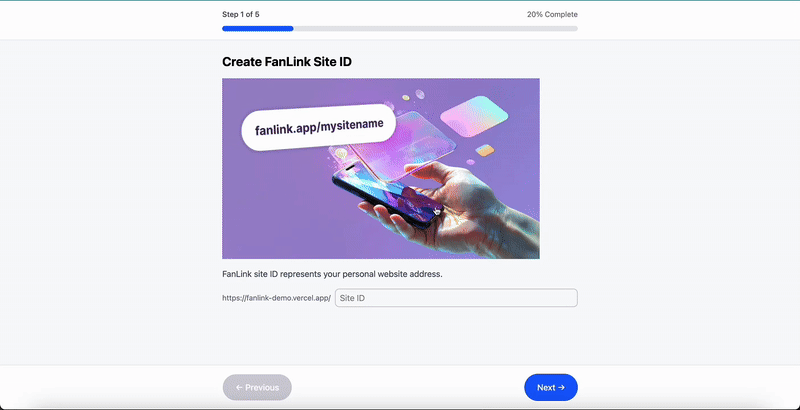 Step 1 of 5
20% Complete
Create FanLink Site ID
fanlink.app/mysitename
FanLink site ID represents your personal website address.
https://fanlink-demo.vercel.app/
Site ID
← Previous
Next →